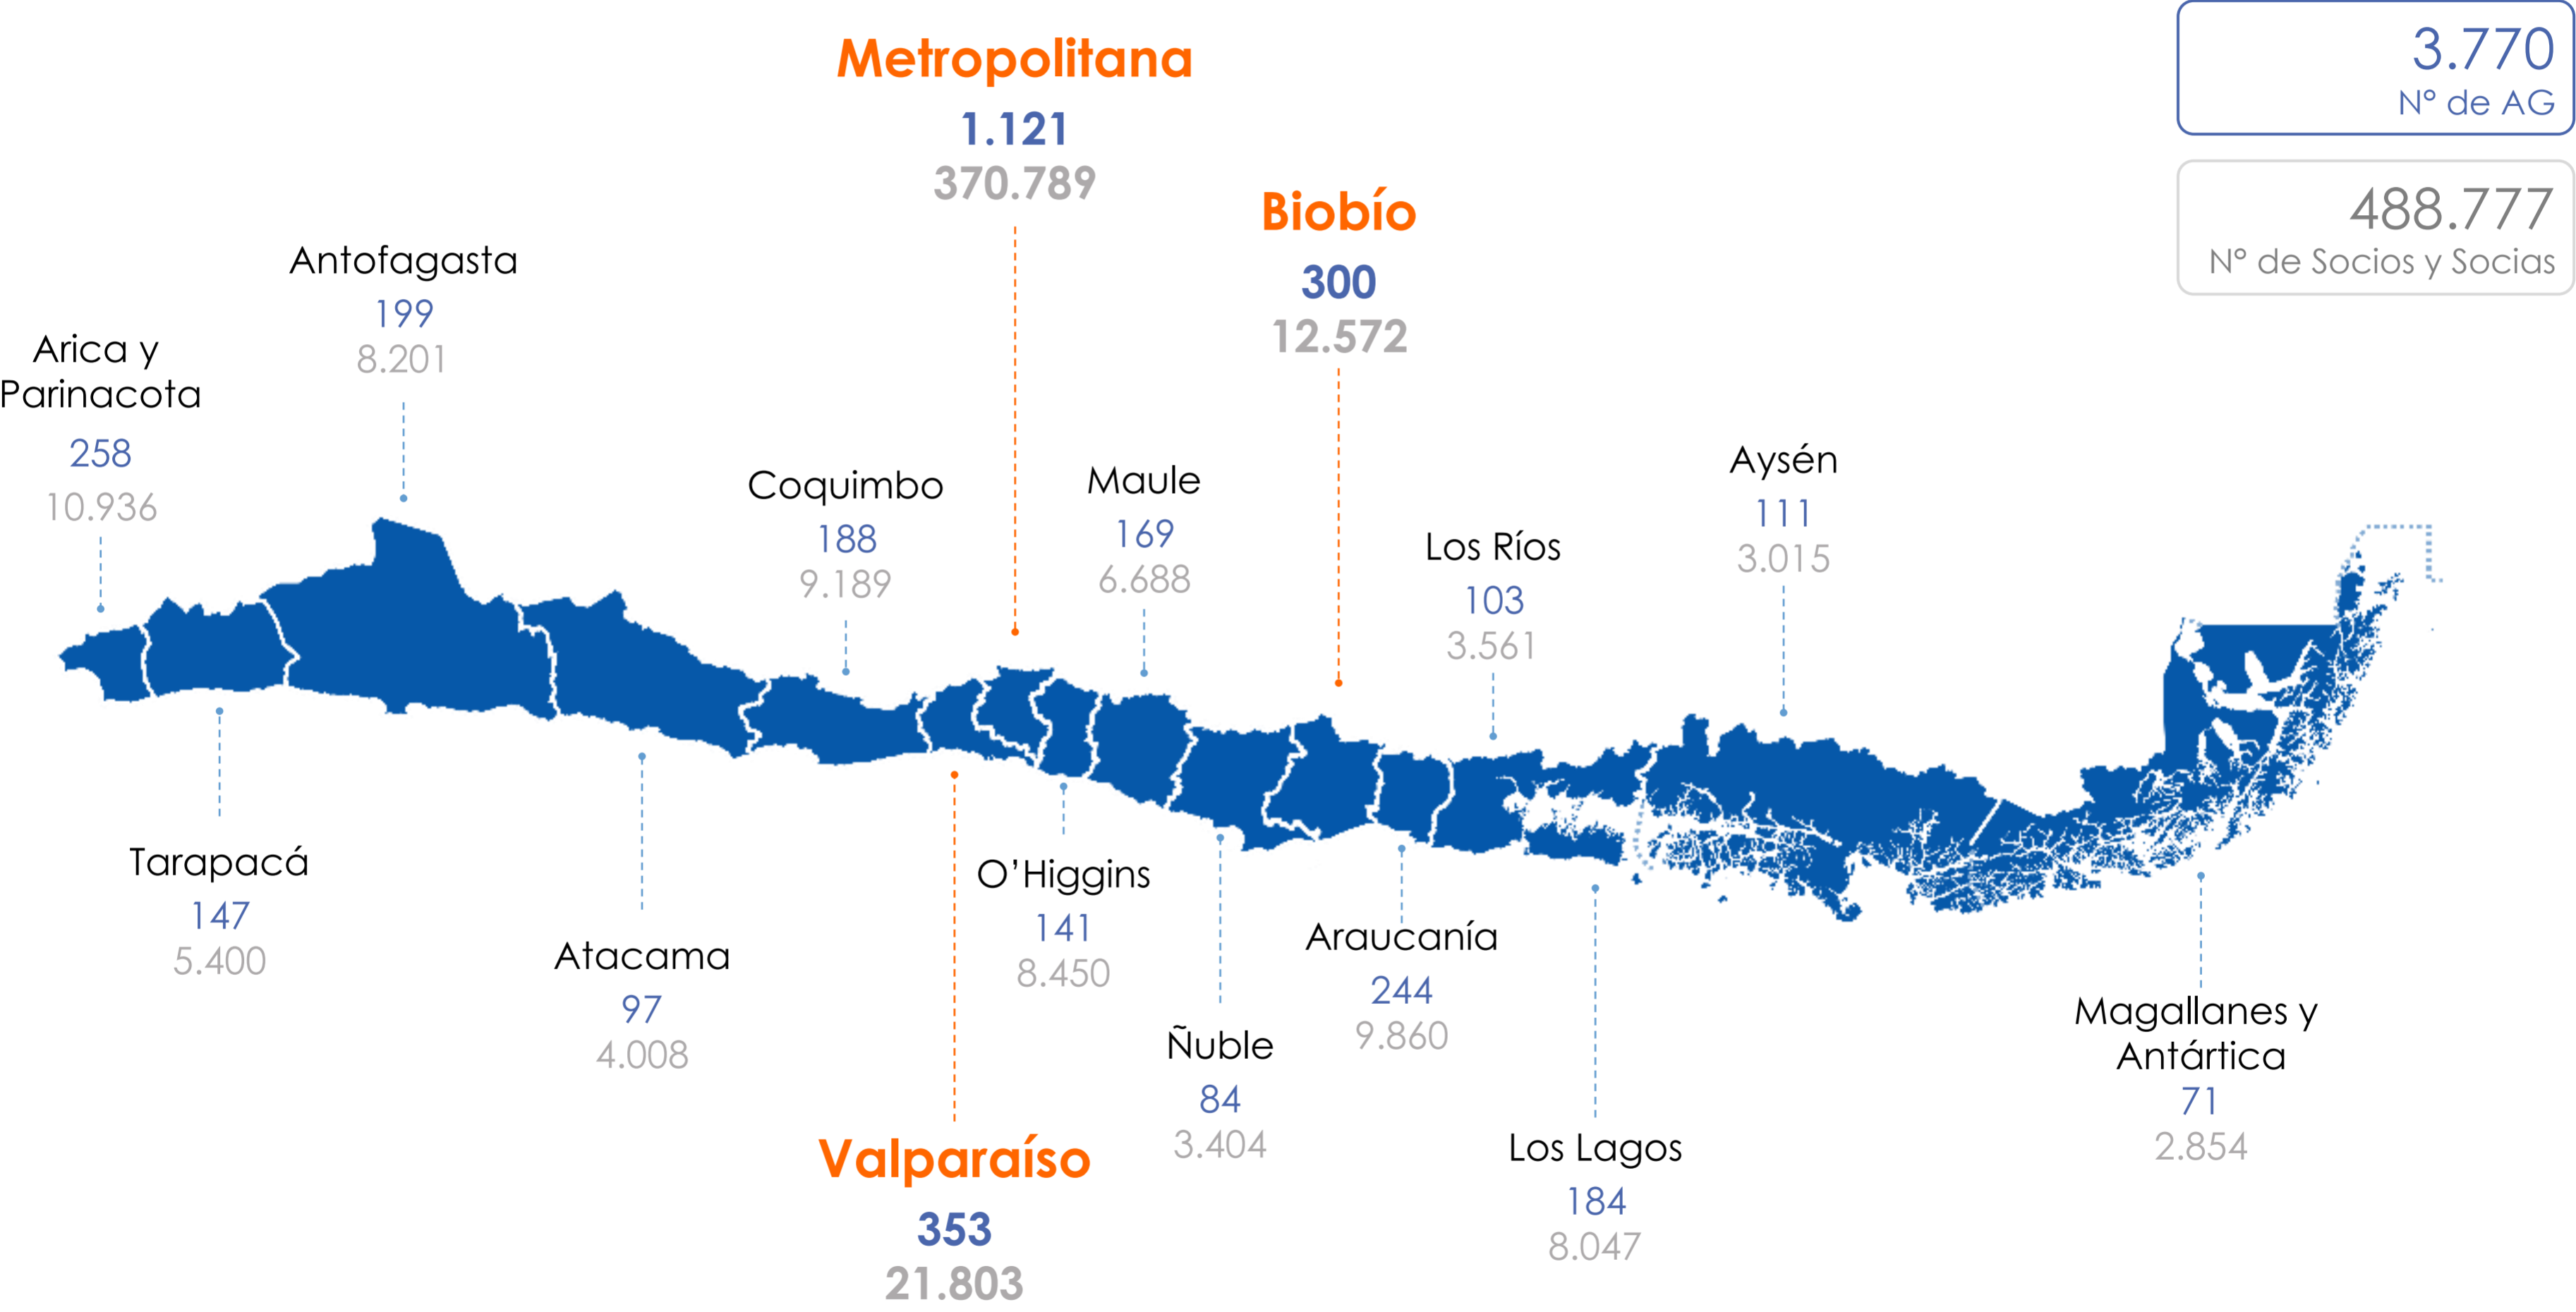 3.770
N° de AG
488.777
N° de Socios y Socias
Metropolitana
1.121
370.789
Biobío
300
12.572
Antofagasta
199
8.201
Arica y
Parinacota
258
10.936
Coquimbo
188
9.189
Maule
169
6.688
Los Ríos
103
3.561
Aysén
111
3.015
Tarapacá
147
5.400
Atacama
97
4.008
O’Higgins
141
8.450
Araucanía
244
9.860
Ñuble
84
3.404
Magallanes y
Antártica
71
2.854
Valparaíso
353
21.803
Los Lagos
184
8.047